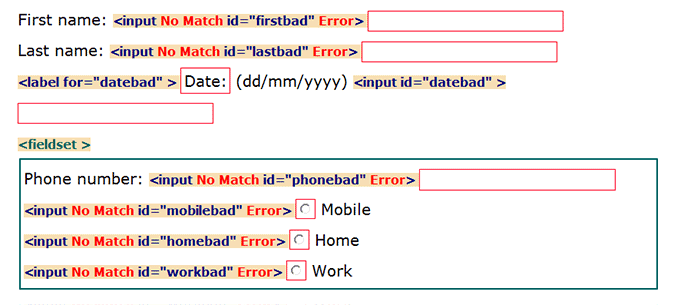 First name: <input No Match id="firstbad" Error>
Last name: <input No Match id="lastbad" Error>
<label for="datebad" > Date: (dd/mm/yyyy) <input id="datebad" >
<fieldset >
Phone number: <input No Match id="phonebad" Error>
<input No Match id="mobilebad" Error> Mobile
<input No Match id="homebad" Error> Home
<input No Match id="workbad" Error> Work